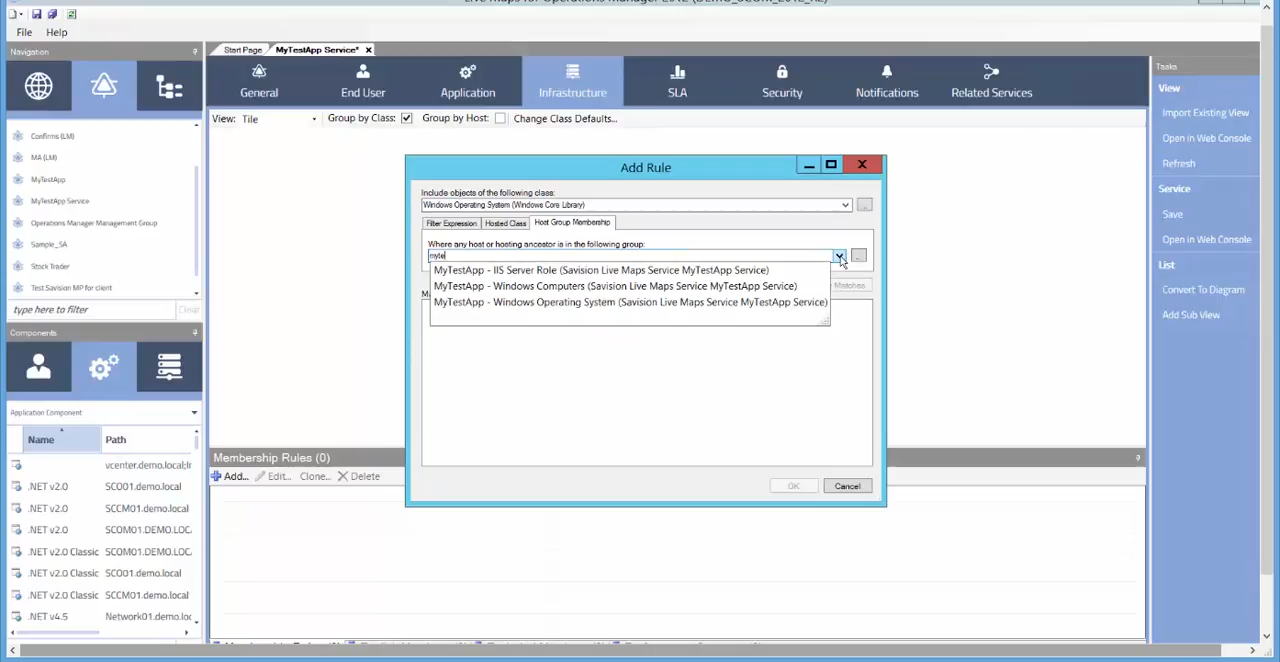 File Help
Navigation
Start Page MyTestApp Service*
General End User Application Infrastructure SLA Security Notifications Related Services
View: Tile Group by Class: Group by Host: Change Class Defaults...
Confirms (LM)
MA (LM)
MyTestApp
MyTestApp Service
Operations Manager Management Group
Sample_SA
Stock Trader
Test Savision MP for client
type here to filter Clear
Components
Application Component
Name Path
vcenter.demo.local;
.NET v2.0 SCO01.demo.local
.NET v2.0 SCCM01.demo.local
.NET v2.0 SCOM01.DEMO.LOC
.NET v2.0 Classic SCOM01.DEMO.LOC
.NET v2.0 Classic SCO01.demo.local
.NET v2.0 Classic SCCM01.demo.local
.NET v4.5 Network01.demo.loc
Add Rule
Include objects of the following class:
Windows Operating System (Windows Core Library)
...
Filter Expression Hosted Class Host Group Membership
Where any host or hosting ancestor is in the following group:
myte
...
MyTestApp - IIS Server Role (Savision Live Maps Service MyTestApp Service)
MyTestApp - Windows Computers (Savision Live Maps Service MyTestApp Service)
MyTestApp - Windows Operating System (Savision Live Maps Service MyTestApp Service)
Matches
OK Cancel
Membership Rules (0)
Add... Edit... Clone... Delete
Tasks
View
Import Existing View
Open in Web Console
Refresh
Service
Save
Open in Web Console
List
Convert To Diagram
Add Sub View